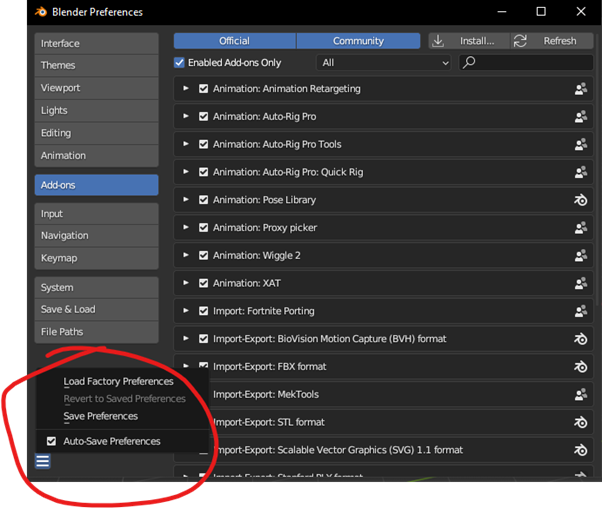 Blender Preferences
Interface
Themes
Viewport
Lights
Editing
Animation
Add-ons
Input
Navigation
Keymap
System
Save & Load
File Paths
Official Community Install... Refresh
Enabled Add-ons Only All
Animation: Animation Retargeting
Animation: Auto-Rig Pro
Animation: Auto-Rig Pro Tools
Animation: Auto-Rig Pro: Quick Rig
Animation: Pose Library
Animation: Proxy picker
Animation: Wiggle 2
Animation: XAT
Import: Fortnite Porting
Import-Export: BioVision Motion Capture (BVH) format
Import-Export: FBX format
Import-Export: MekTools
Import-Export: STL format
Import-Export: Scalable Vector Graphics (SVG) 1.1 format
Import-Export: Stanford PLY format
Load Factory Preferences
Revert to Saved Preferences
Save Preferences
Auto-Save Preferences